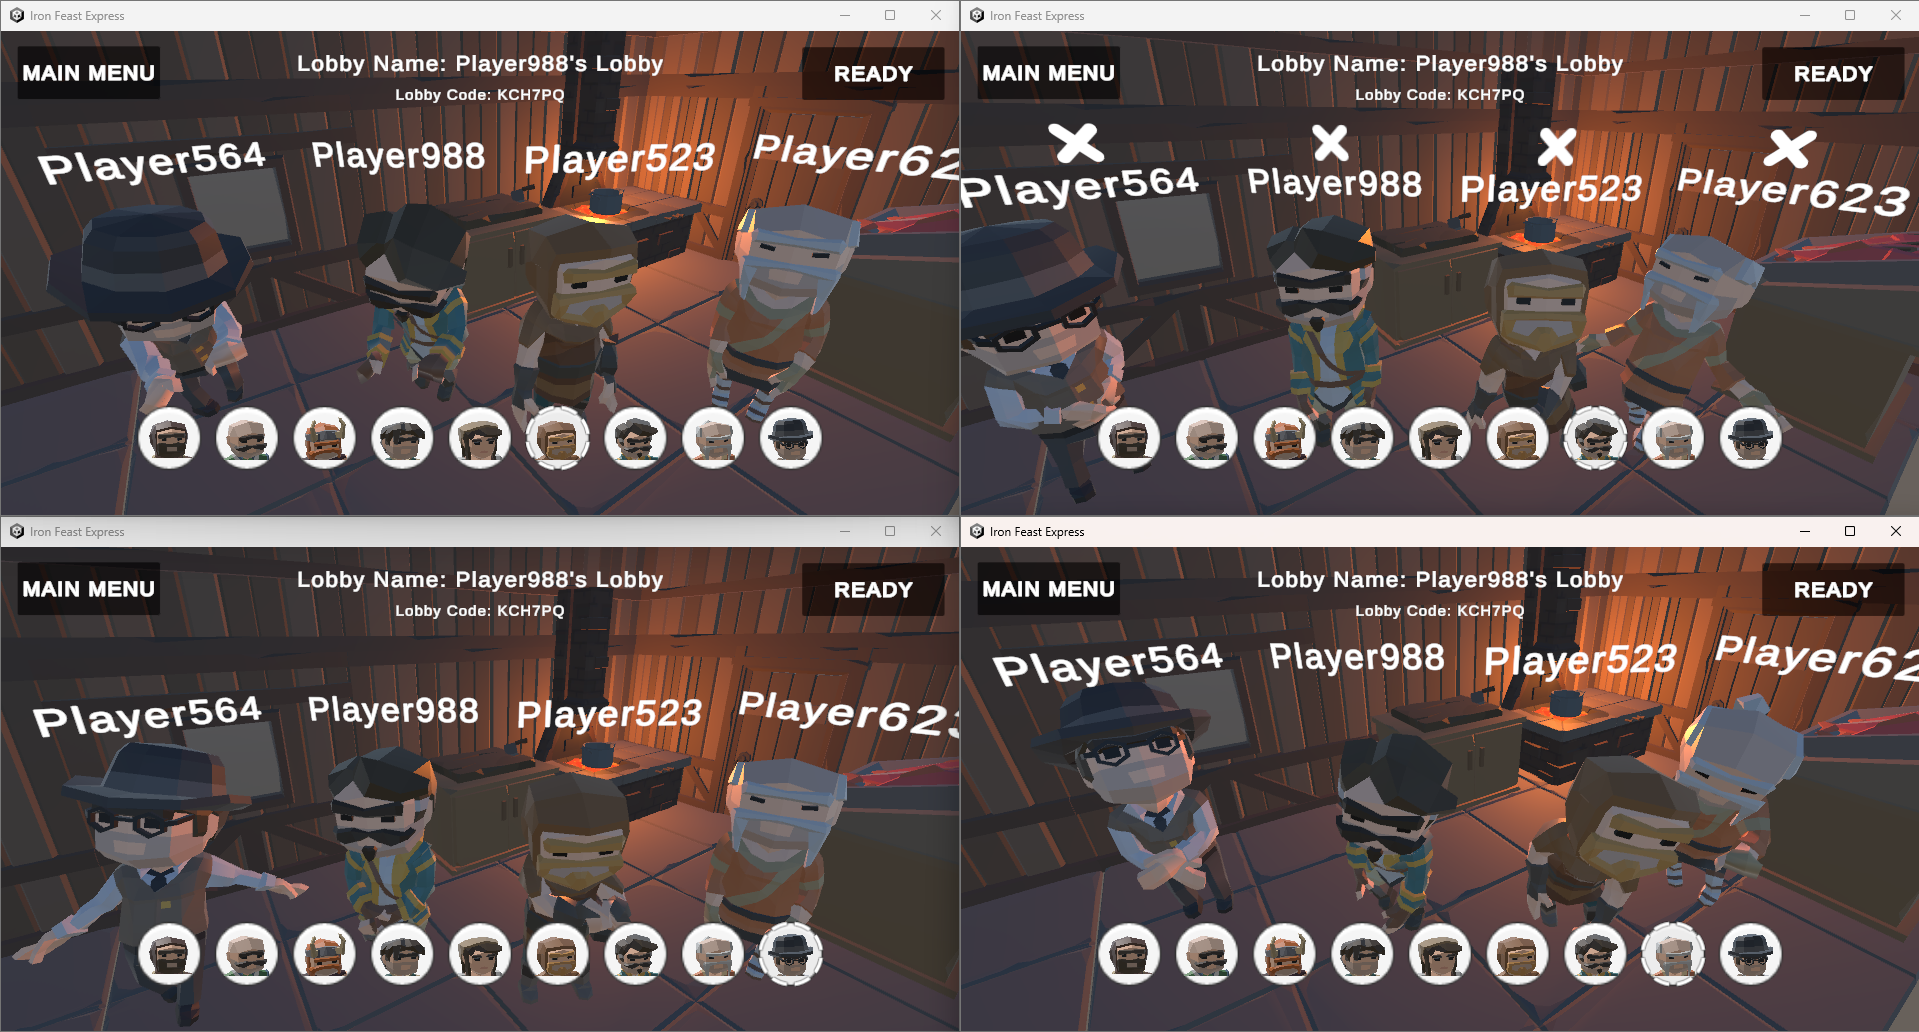 Iron Feast Express
MAIN MENU
Lobby Name: Player988's Lobby
READY
Lobby Code: KCH7PQ
Player564
Player988
Player523
Player62
Iron Feast Express
MAIN MENU
Lobby Name: Player988's Lobby
READY
Lobby Code: KCH7PQ
Player564
Player988
Player523
Player623
Iron Feast Express
MAIN MENU
Lobby Name: Player988's Lobby
READY
Lobby Code: KCH7PQ
Player564
Player988
Player523
Player623
Iron Feast Express
MAIN MENU
Lobby Name: Player988's Lobby
READY
Lobby Code: KCH7PQ
Player564
Player988
Player523
Player62